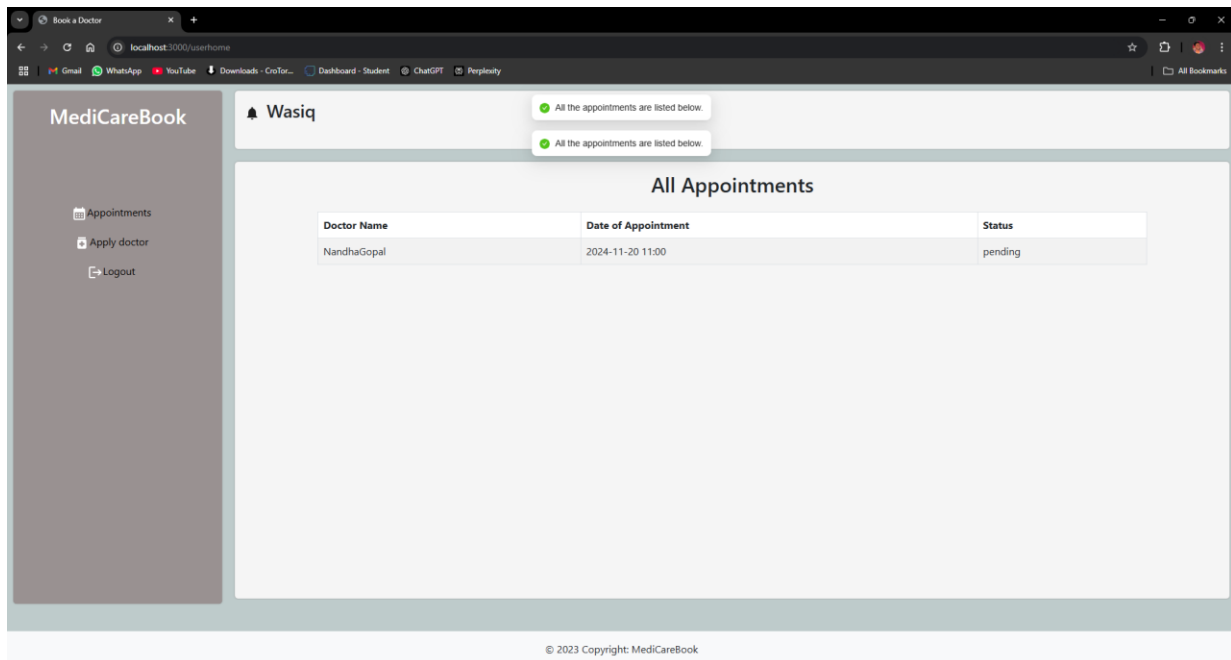 Book a Doctor
localhost:3000/userhome
Gmail WhatsApp YouTube Downloads - CroTor... Dashboard - Student ChatGPT Perplexity All Bookmarks
MediCareBook
Wasiq
All the appointments are listed below.
All the appointments are listed below.
Appointments
Apply doctor
Logout
All Appointments
Doctor Name Date of Appointment Status
NandhaGopal 2024-11-20 11:00 pending
© 2023 Copyright: MediCareBook